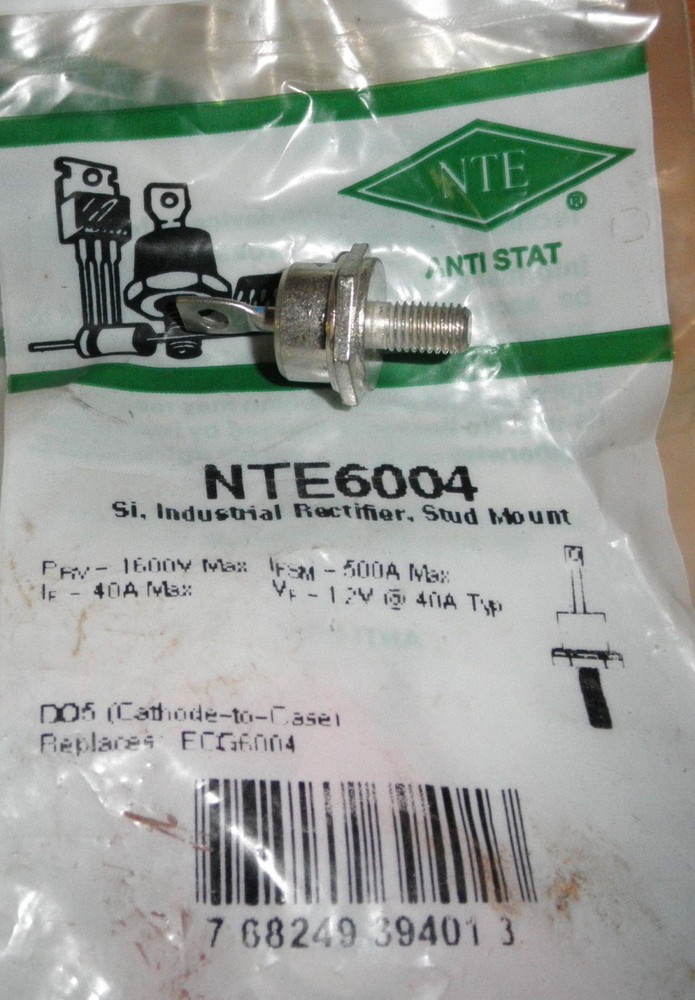 NTE
®
ANTI STAT
NTE6004
Si, Industrial Rectifier, Stud Mount
PRV – 1600V Max IFSM – 500A Max
IF – 40A Max VF – 1.2V @ 40A Typ
DO5 (Cathode-to-Case)
Replaces: ECG6004
7 68249 39401 3